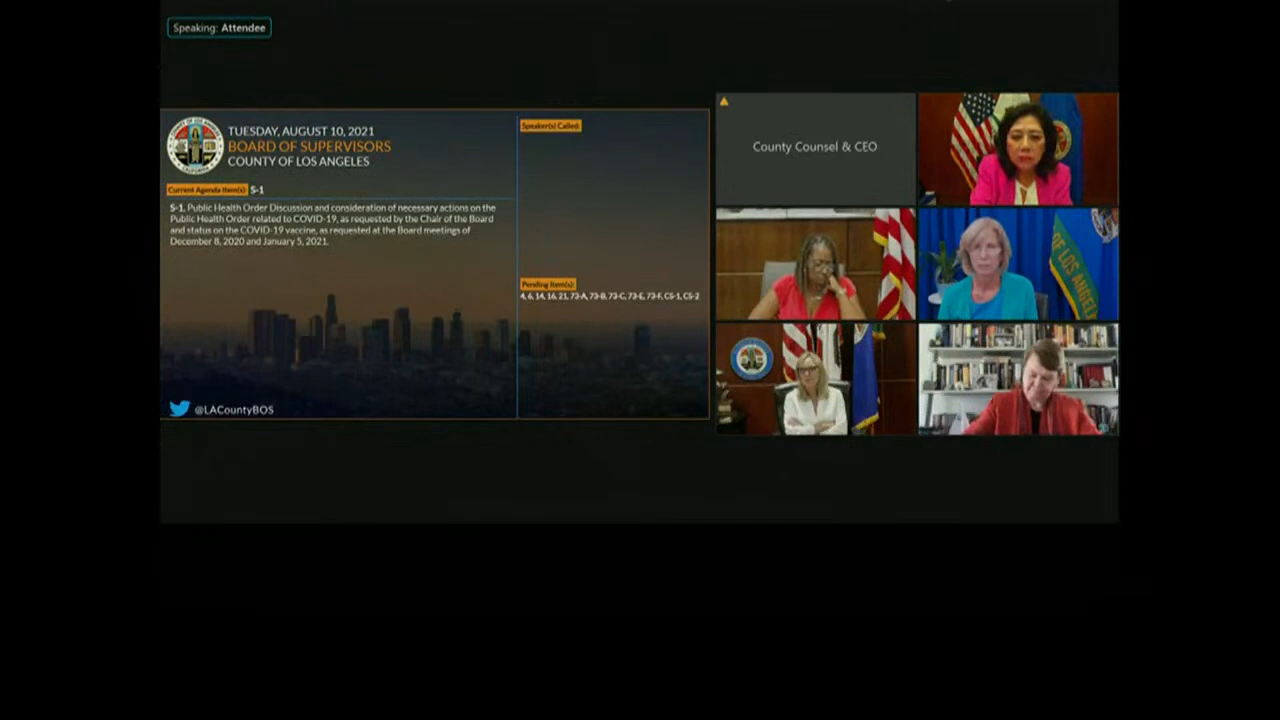 Speaking: Attendee
TUESDAY, AUGUST 10, 2021
BOARD OF SUPERVISORS
COUNTY OF LOS ANGELES
Current Agenda Item(s): S-1
S-1. Public Health Order Discussion and consideration of necessary actions on the
Public Health Order related to COVID-19, as requested by the Chair of the Board
and status on the COVID-19 vaccine, as requested at the Board meetings of
December 8, 2020 and January 5, 2021.
@LACountyBOS
Speaker(s) Called:
Pending Item(s):
4, 6, 14, 16, 21, 73-A, 73-B, 73-C, 73-E, 73-F, CS-1, CS-2
County Counsel & CEO
OF LOS ANGELES